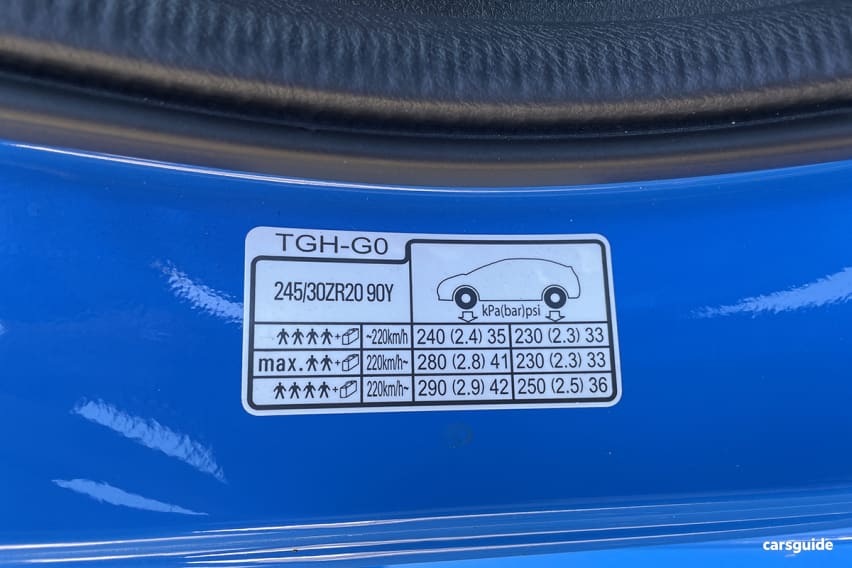 TGH-G0
245/30ZR20 90Y
kPa(bar)psi
+ ~220km/h 240 (2.4) 35 230 (2.3) 33
max. + 220km/h~ 280 (2.8) 41 230 (2.3) 33
+ 220km/h~ 290 (2.9) 42 250 (2.5) 36
carsguide